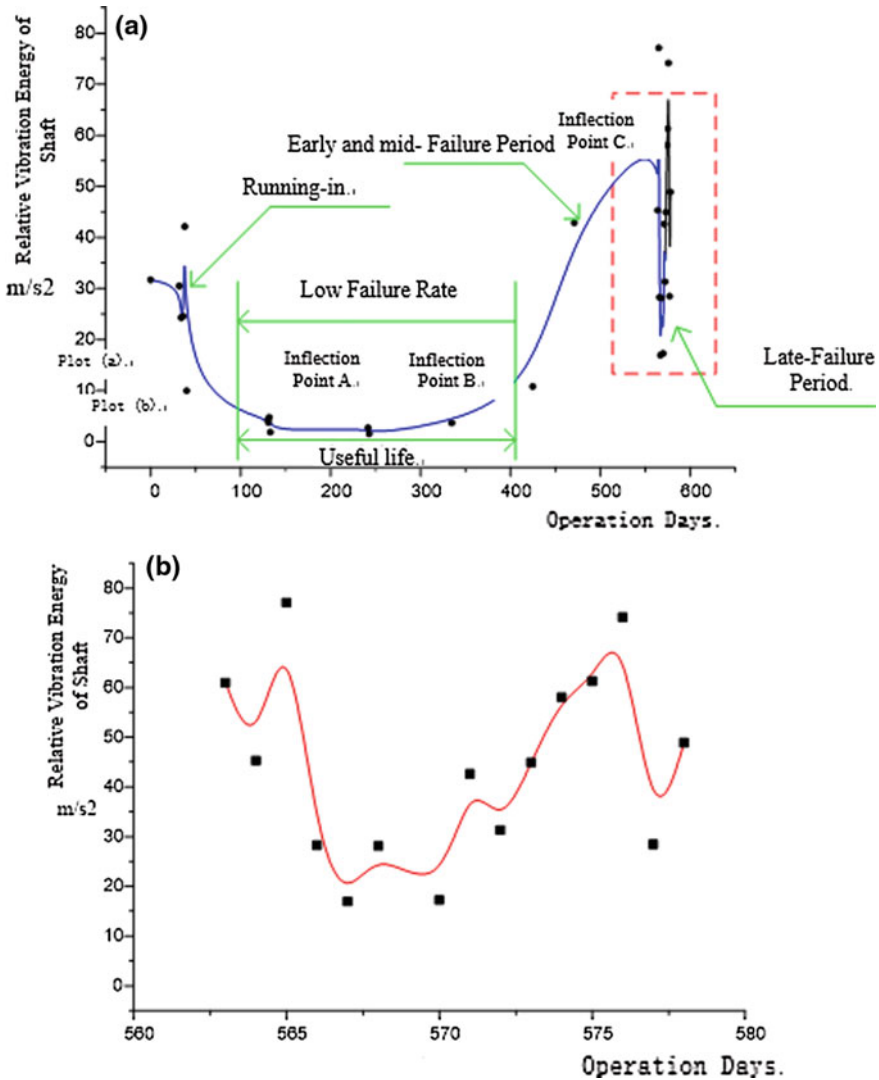 (a)
Relative Vibration Energy of
Shaft
m/s2
80
70
60
50
40
30
20
10
0
Plot (a).
Plot (b).
Running-in.
Early and mid- Failure Period
Inflection
Point C.
Low Failure Rate
Inflection
Point A.
Inflection
Point B.
Useful life.
Late-Failure
Period.
0 100 200 300 400 500 600
Operation Days.
(b)
Relative Vibration Energy
of Shaft
m/s2
80
70
60
50
40
30
20
10
0
560 565 570 575 580
Operation Days.